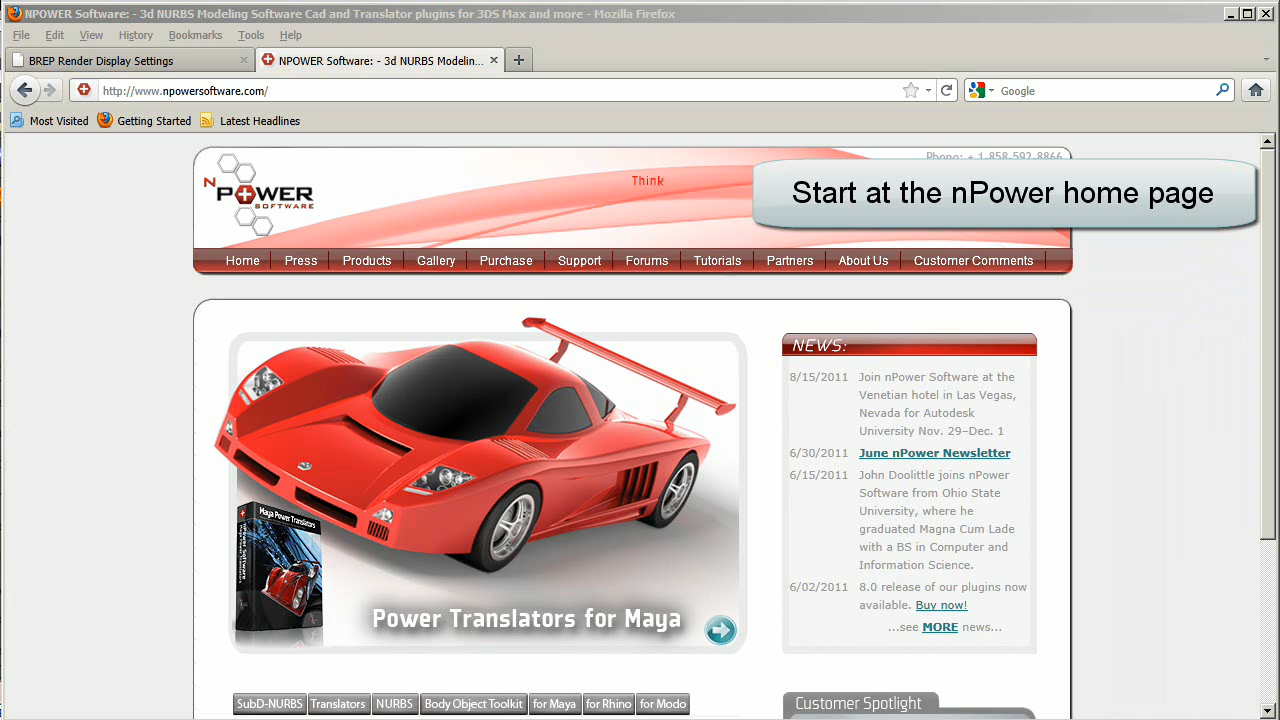 NPOWER Software: - 3d NURBS Modeling Software Cad and Translator plugins for 3DS Max and more - Mozilla Firefox
File Edit View History Bookmarks Tools Help
BREP Render Display Settings
NPOWER Software: - 3d NURBS Modelin...
http://www.npowersoftware.com/
Google
Most Visited Getting Started Latest Headlines
Phone: + 1-858-592-8866
Think
Start at the nPower home page
NPOWER
SOFTWARE
Home Press Products Gallery Purchase Support Forums Tutorials Partners About Us Customer Comments
NEWS:
8/15/2011 Join nPower Software at the
Venetian hotel in Las Vegas,
Nevada for Autodesk
University Nov. 29–Dec. 1
6/30/2011 June nPower Newsletter
6/15/2011 John Doolittle joins nPower
Software from Ohio State
University, where he
graduated Magna Cum Lade
with a BS in Computer and
Information Science.
6/02/2011 8.0 release of our plugins now
available. Buy now!
...see MORE news...
Maya Power Translators
nPower Software
Power Translators for Maya
SubD-NURBS Translators NURBS Body Object Toolkit for Maya for Rhino for Modo
Customer Spotlight